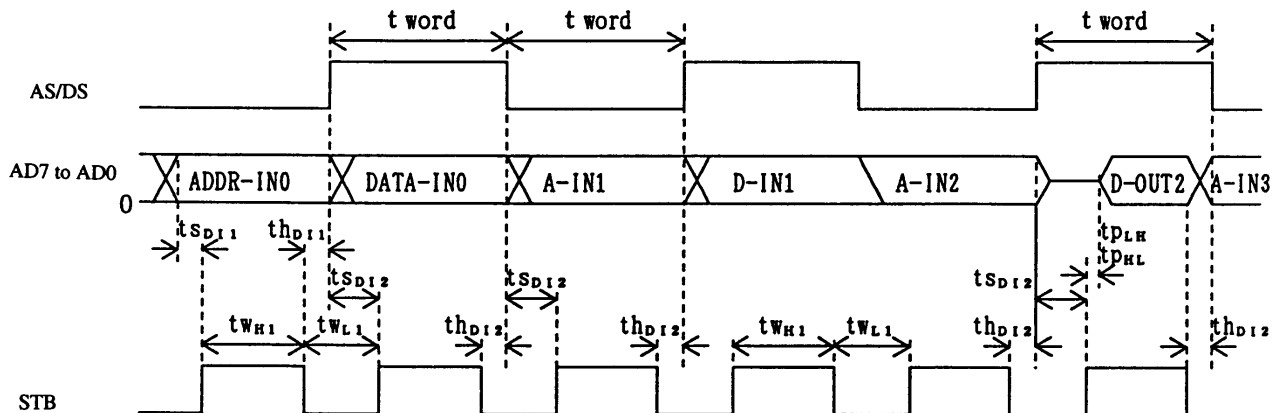 t word t word t word
AS/DS
AD7 to AD0 ADDR-IN0 DATA-IN0 A-IN1 D-IN1 A-IN2 D-OUT2 A-IN3
0
tsDI1 thDI1 tpLH
tsDI2 tsDI2 tsDI2 tpHL
twH1 twL1 thDI2 thDI2 twH1 twL1 thDI2 thDI2
STB